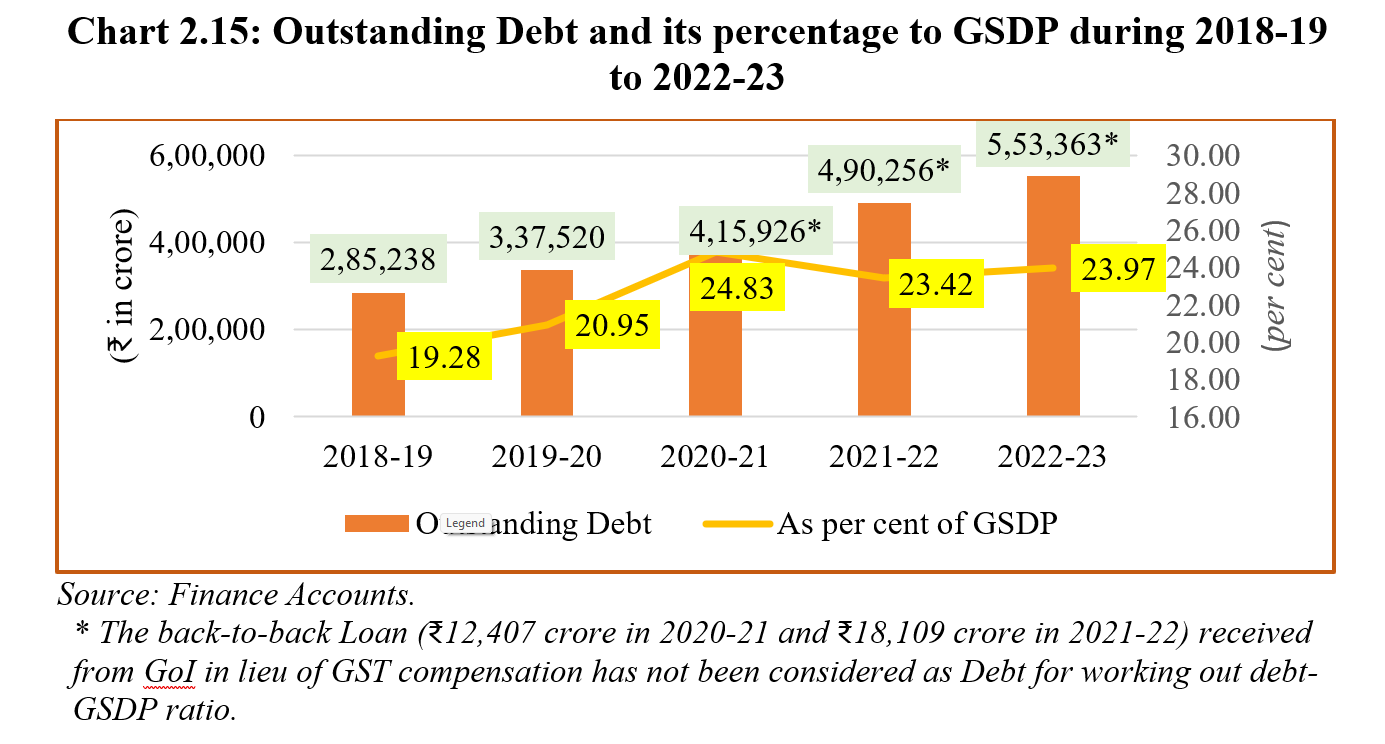 Chart 2.15: Outstanding Debt and its percentage to GSDP during 2018-19
to 2022-23
6,00,000
4,00,000
2,00,000
0
(₹ in crore)
2,85,238
3,37,520
4,15,926*
4,90,256*
5,53,363*
19.28
20.95
24.83
23.42
23.97
30.00
28.00
26.00
24.00
22.00
20.00
18.00
16.00
(per cent)
2018-19 2019-20 2020-21 2021-22 2022-23
Legend
Debt
As per cent of GSDP
Source: Finance Accounts.
* The back-to-back Loan (₹12,407 crore in 2020-21 and ₹18,109 crore in 2021-22) received
from GoI in lieu of GST compensation has not been considered as Debt for working out debt-
GSDP ratio.